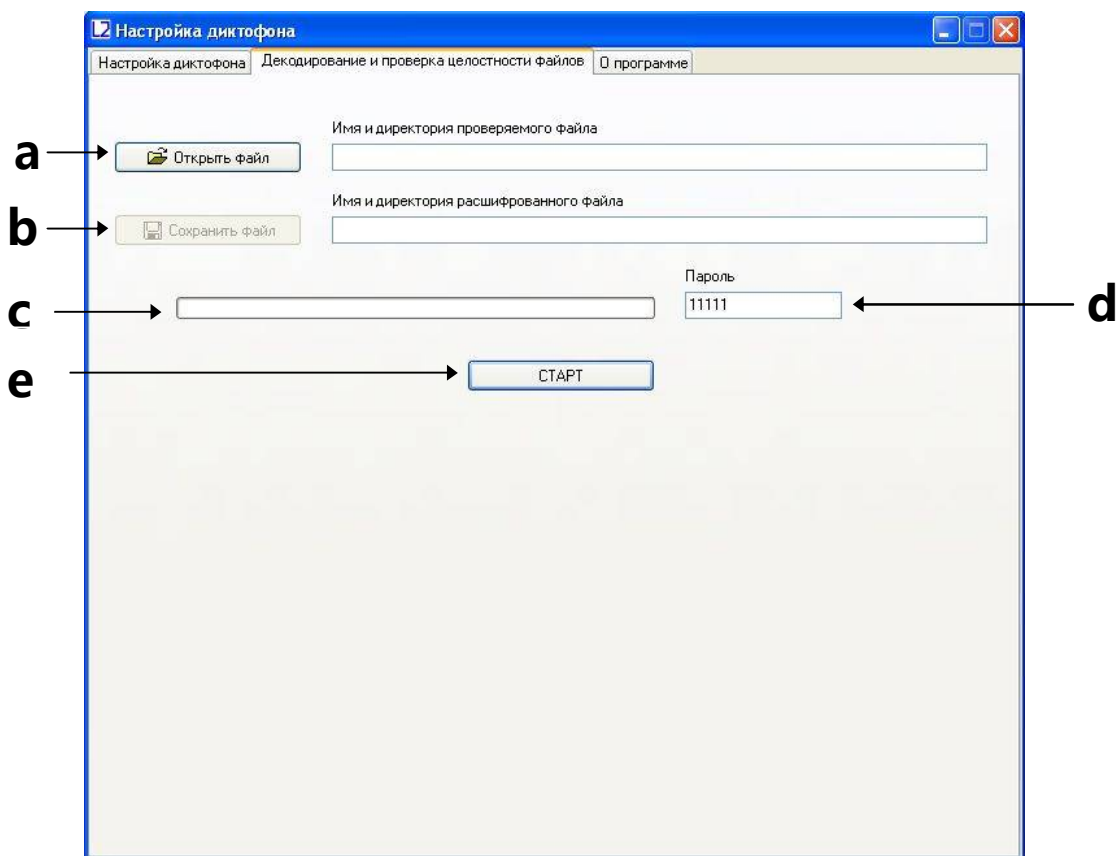 Настройка диктофона
Настройка диктофона Декодирование и проверка целостности файлов О программе
Имя и директория проверяемого файла
a Открыть файл
Имя и директория расшифрованного файла
b Сохранить файл
Пароль
c 11111 d
e СТАРТ